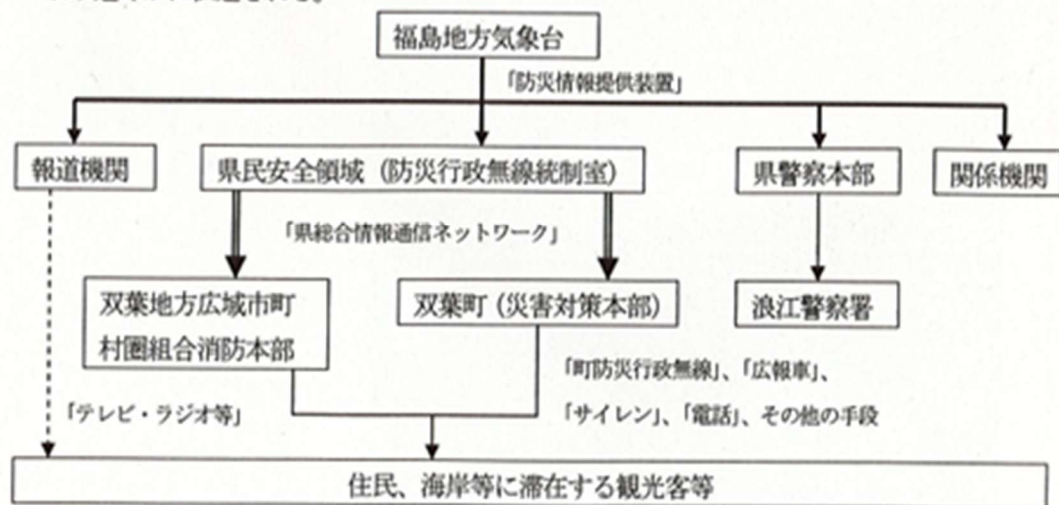 福島地方気象台
「防災情報提供装置」
報道機関
県民安全領域（防災行政無線統制室）
県警察本部
関係機関
「県総合情報通信ネットワーク」
双葉地方広域市町
村圏組合消防本部
双葉町（災害対策本部）
浪江警察署
「町防災行政無線」、「広報車」、
「サイレン」、「電話」、その他の手段
「テレビ・ラジオ等」
住民、海岸等に滞在する観光客等